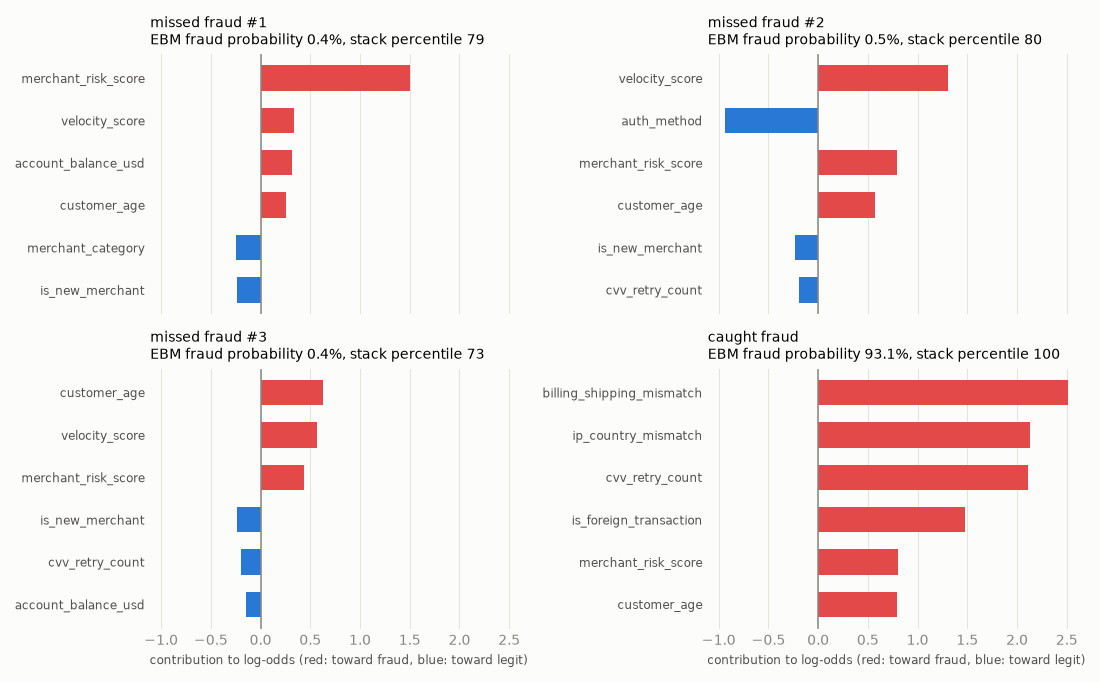 missed fraud #1
EBM fraud probability 0.4%, stack percentile 79
merchant_risk_score
velocity_score
account_balance_usd
customer_age
merchant_category
is_new_merchant
missed fraud #2
EBM fraud probability 0.5%, stack percentile 80
velocity_score
auth_method
merchant_risk_score
customer_age
is_new_merchant
cvv_retry_count
missed fraud #3
EBM fraud probability 0.4%, stack percentile 73
customer_age
velocity_score
merchant_risk_score
is_new_merchant
cvv_retry_count
account_balance_usd
−1.0 −0.5 0.0 0.5 1.0 1.5 2.0 2.5
contribution to log-odds (red: toward fraud, blue: toward legit)
caught fraud
EBM fraud probability 93.1%, stack percentile 100
billing_shipping_mismatch
ip_country_mismatch
cvv_retry_count
is_foreign_transaction
merchant_risk_score
customer_age
−1.0 −0.5 0.0 0.5 1.0 1.5 2.0 2.5
contribution to log-odds (red: toward fraud, blue: toward legit)